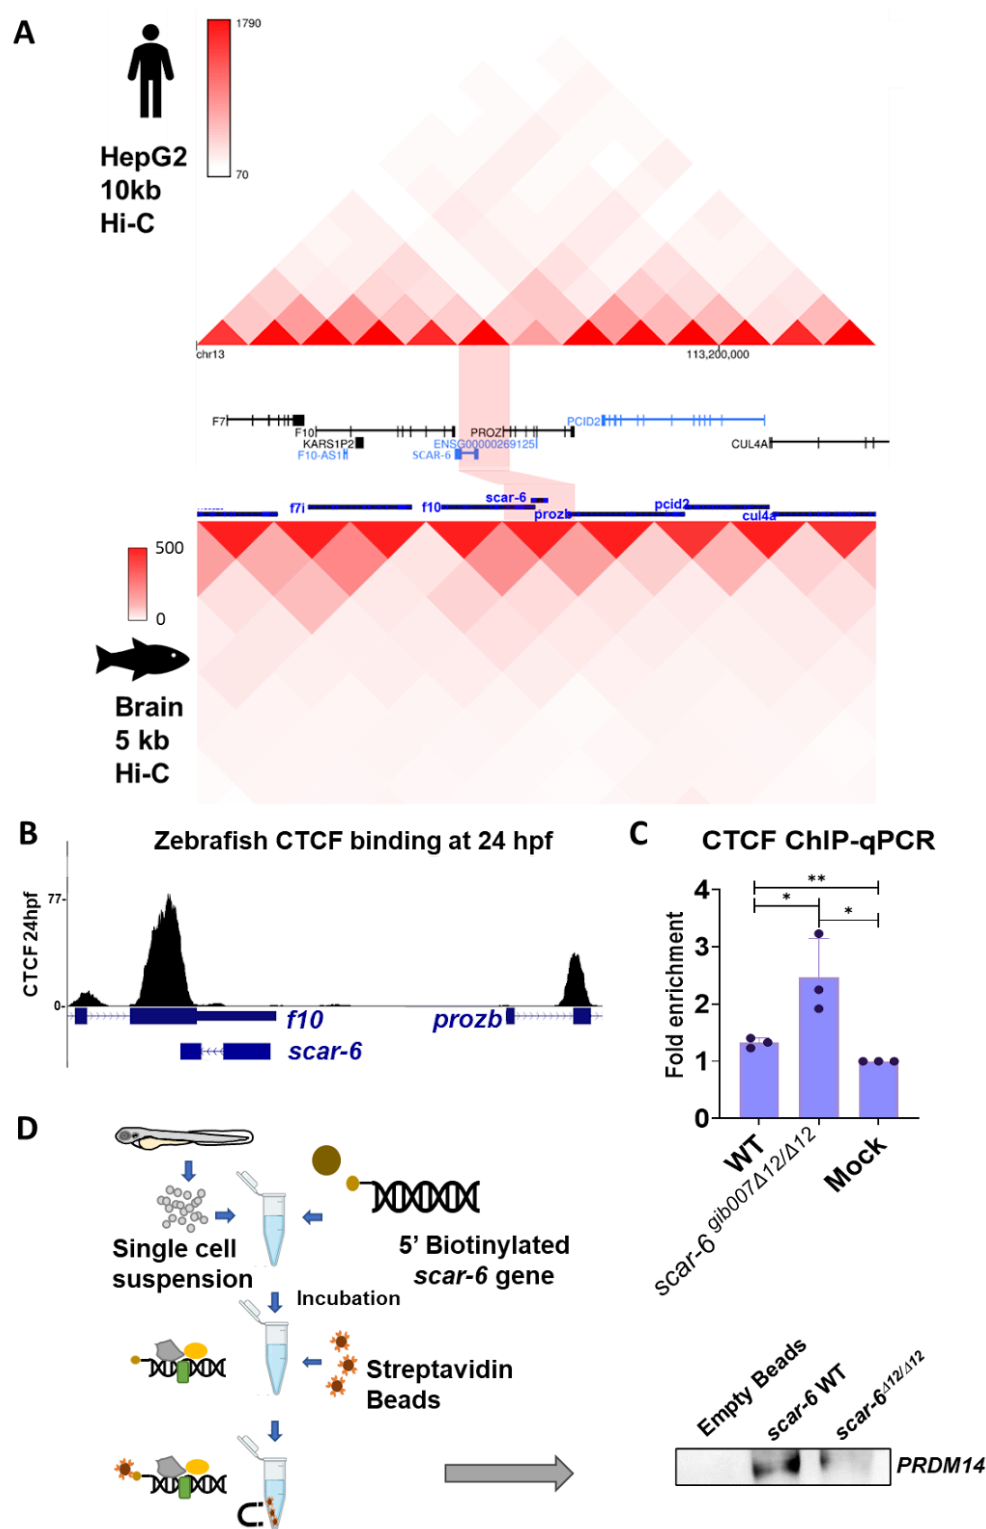 A
1790
70
HepG2
10kb
Hi-C
chr13
113,200,000
F7
PCID2
F10
PROZ
KARS1P2
ENSG00000269125
CUL4A
F10-AS1
SCAR-6
scar-6
f7i
f10
pcid2
prozb
cul4a
500
0
Brain
5 kb
Hi-C
B
Zebrafish CTCF binding at 24 hpf
CTCF 24hpf
77-
0-
f10
prozb
scar-6
C
CTCF ChIP-qPCR
**
*
*
Fold enrichment
4
3
2
1
0
WT
scar-6 gib007Δ12/Δ12
Mock
D
Single cell
suspension
5' Biotinylated
scar-6 gene
Incubation
Streptavidin
Beads
Empty Beads
scar-6 WT
scar-6Δ12/Δ12
PRDM14